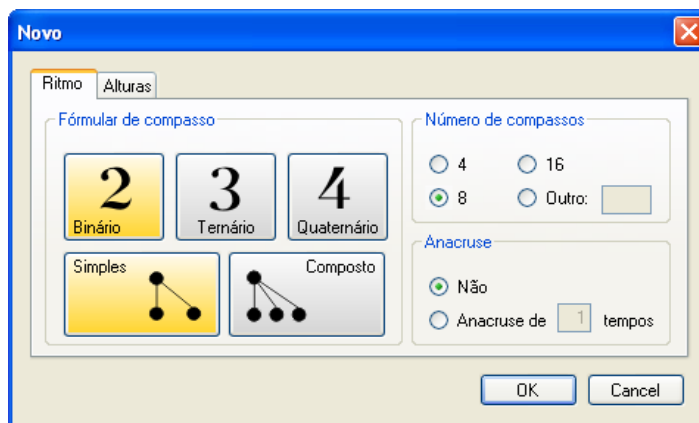 Novo
Ritmo Alturas
Fórmular de compasso
2 3 4
Binário Ternário Quaternário
Simples Composto
Número de compassos
4 16
8 Outro:
Anacruse
Não
Anacruse de 1 tempos
OK Cancel